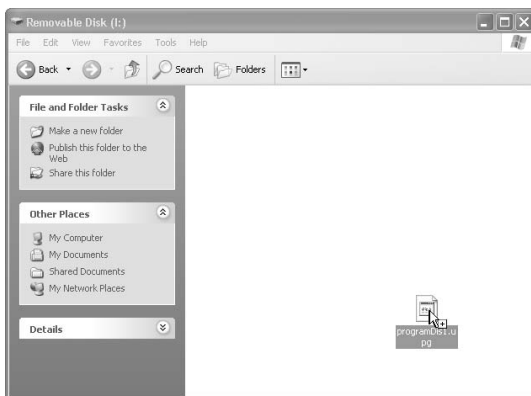 Removable Disk (I:)
File Edit View Favorites Tools Help
Back Search Folders
File and Folder Tasks
Make a new folder
Publish this folder to the
Web
Share this folder
Other Places
My Computer
My Documents
Shared Documents
My Network Places
Details
programDist.u
pg